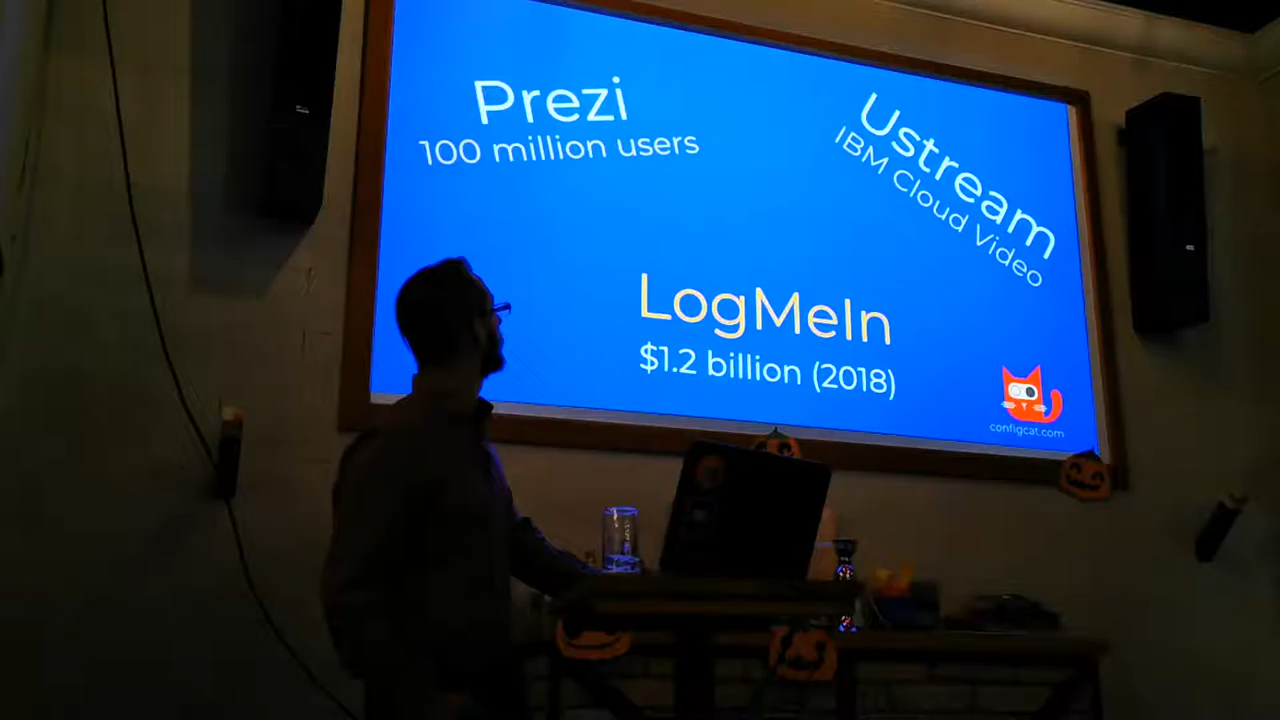 Prezi
100 million users
Ustream
IBM Cloud Video
LogMeIn
$1.2 billion (2018)
configcat.com